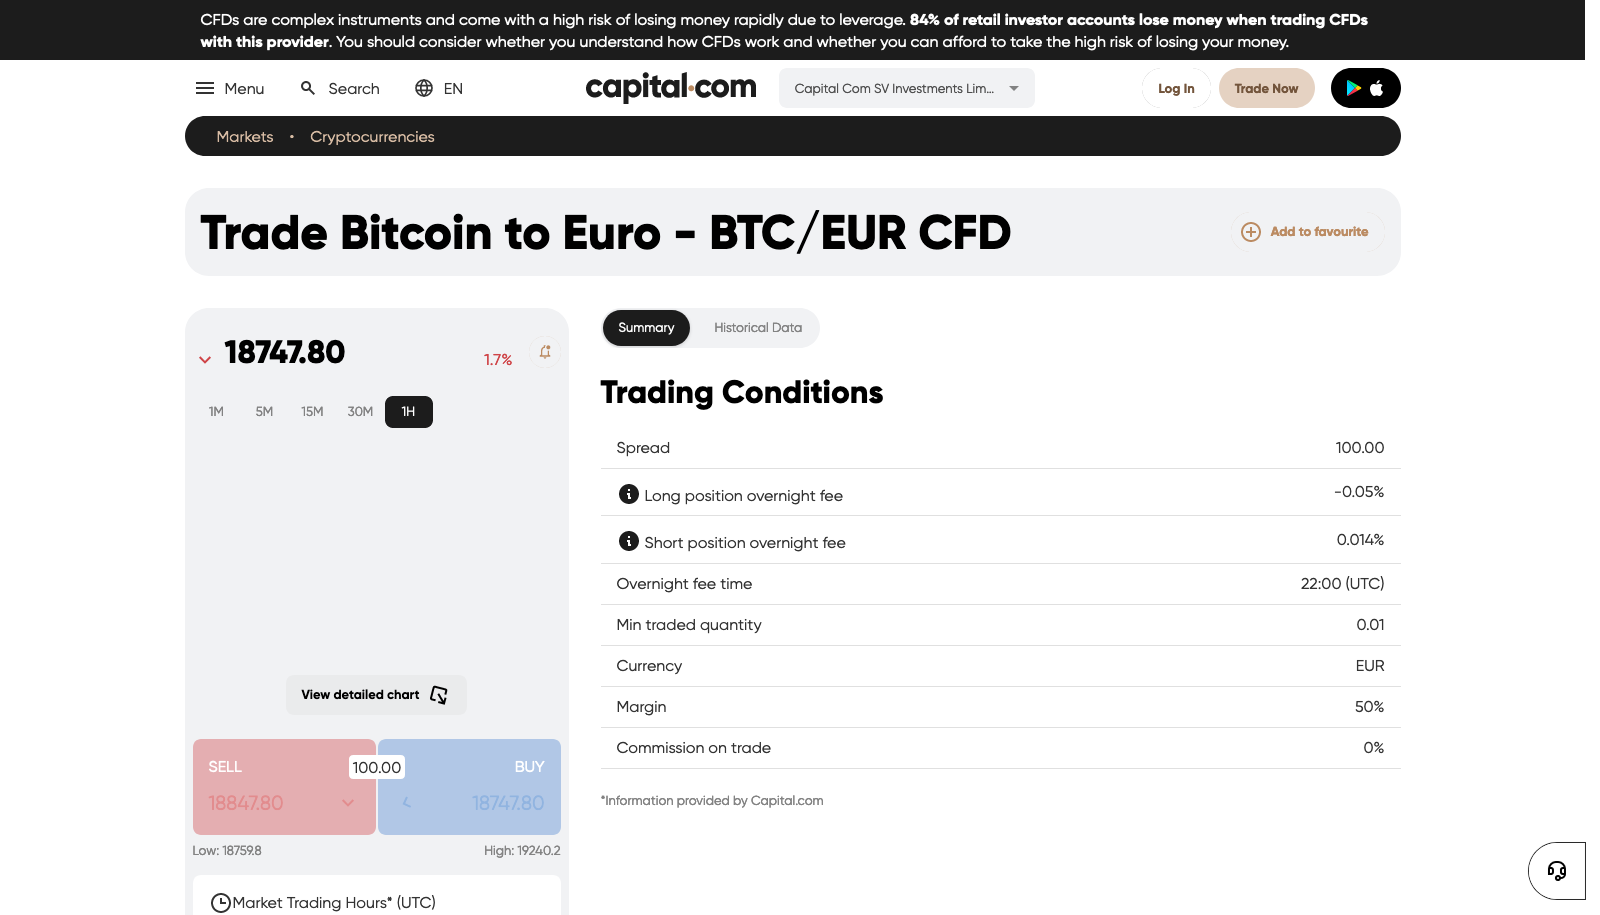 CFDs are complex instruments and come with a high risk of losing money rapidly due to leverage. 84% of retail investor accounts lose money when trading CFDs
with this provider. You should consider whether you understand how CFDs work and whether you can afford to take the high risk of losing your money.
Menu Search EN capital.com Capital Com SV Investments Lim... Log In Trade Now
Markets • Cryptocurrencies
Trade Bitcoin to Euro - BTC/EUR CFD Add to favourite
18747.80 1.7%
1M 5M 15M 30M 1H
View detailed chart
SELL 100.00 BUY
18847.80 18747.80
Low: 18759.8 High: 19240.2
Market Trading Hours* (UTC)
Summary Historical Data
Trading Conditions
Spread 100.00
Long position overnight fee -0.05%
Short position overnight fee 0.014%
Overnight fee time 22:00 (UTC)
Min traded quantity 0.01
Currency EUR
Margin 50%
Commission on trade 0%
*Information provided by Capital.com